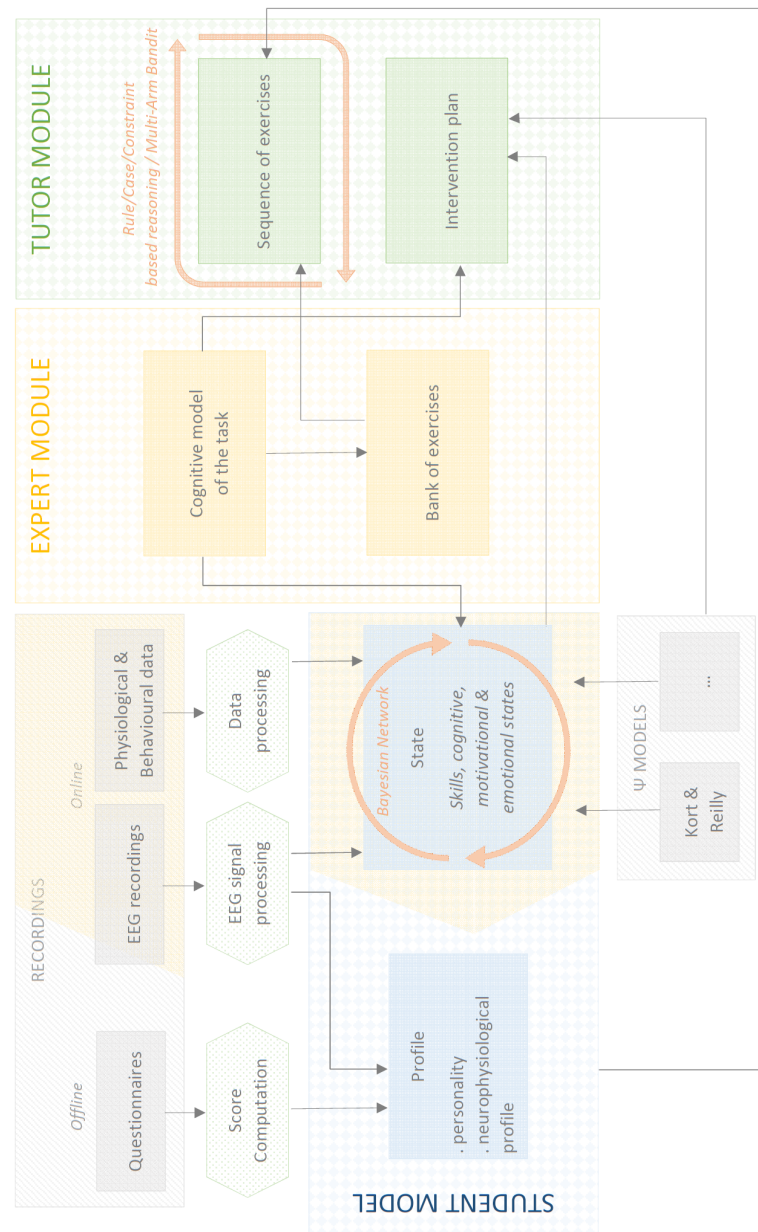 RECORDINGS
Offline
Online
Questionnaires
EEG recordings
Physiological &
Behavioural data
Score
Computation
EEG signal
processing
Data
processing
STUDENT MODEL
Profile
. personality
. neurophysiological
profile
Bayesian Network
State
Skills, cognitive,
motivational &
emotional states
Ψ MODELS
Kort &
Reilly
...
EXPERT MODULE
Cognitive model
of the task
Bank of exercises
TUTOR MODULE
Rule/Case/Constraint
based reasoning / Multi-Arm Bandit
Sequence of exercises
Intervention plan